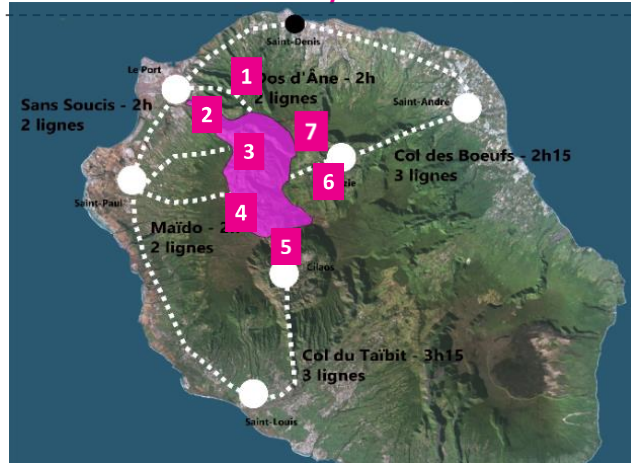 Saint-Denis
Le Port
1
Dos d'Âne - 2h
2 lignes
Sans Soucis - 2h
2 lignes
2
Saint-André
7
3
Col des Boeufs - 2h15
3 lignes
6
Saint-Paul
4
Maïdo -
2 lignes
5
Cilaos
Col du Taïbit - 3h15
3 lignes
Saint-Louis